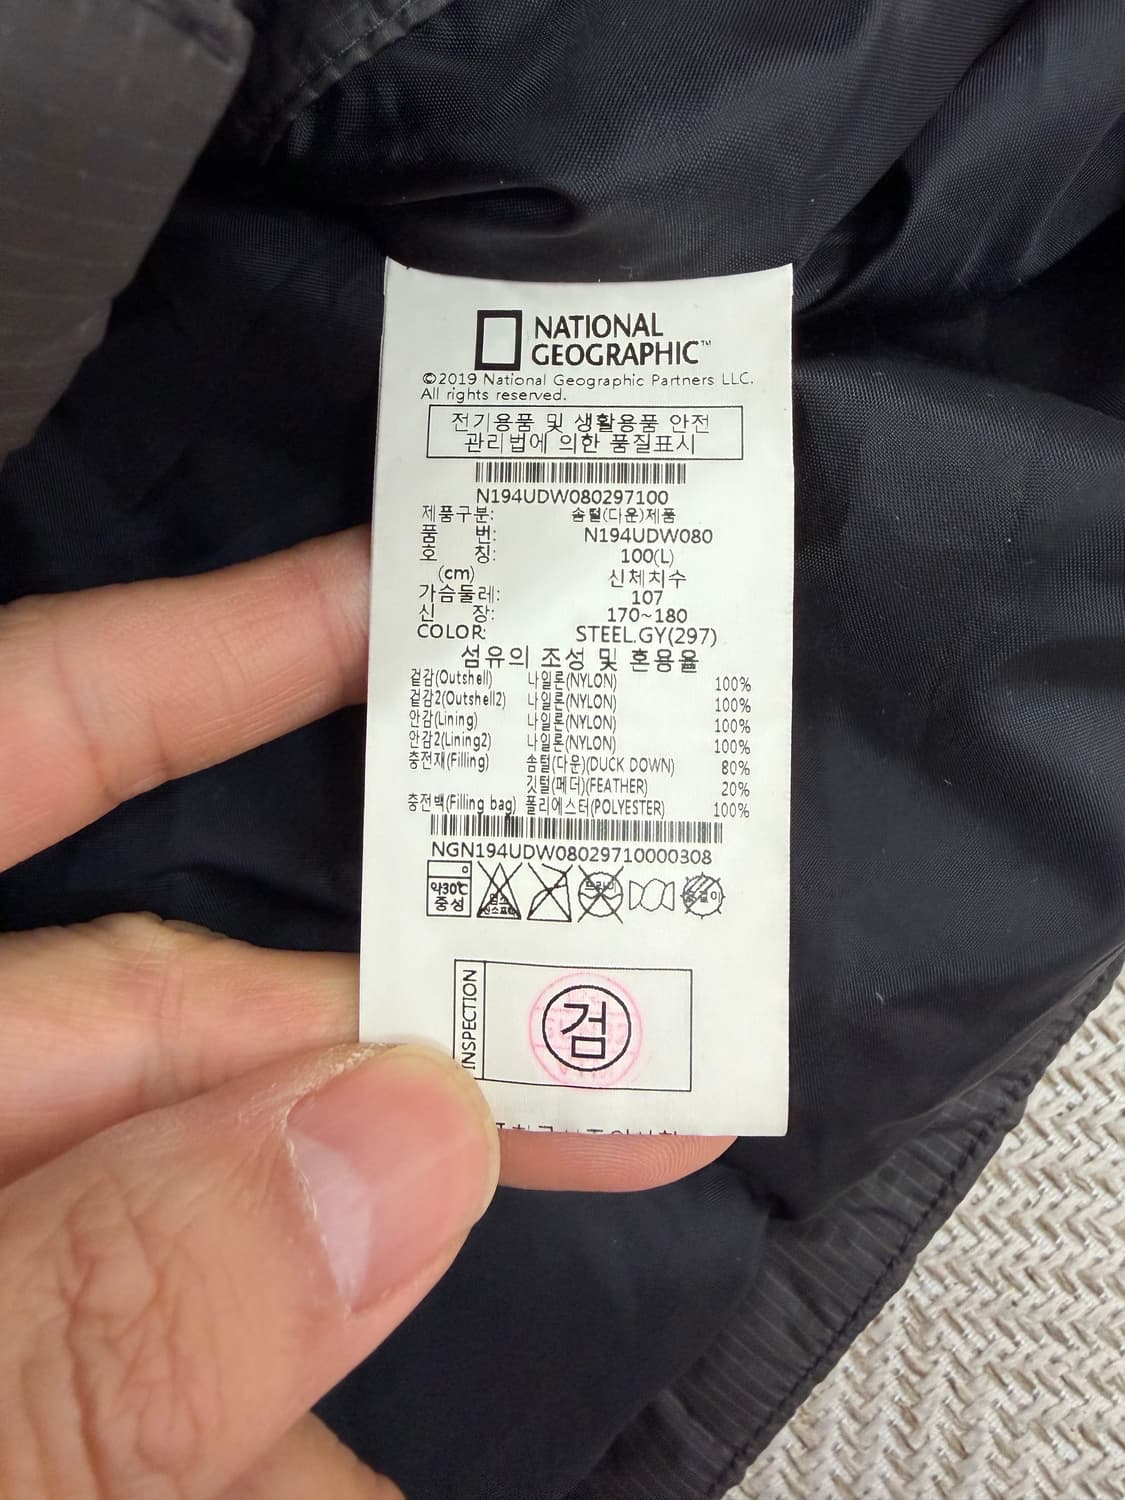 NATIONAL
GEOGRAPHIC™
©2019 National Geographic Partners LLC.
All rights reserved.
전기용품 및 생활용품 안전
관리법에 의한 품질표시
N194UDW080297100
제품구분: 솜털(다운)제품
품 번: N194UDW080
호 칭: 100(L)
(cm) 신체치수
가슴둘레: 107
신 장: 170~180
COLOR: STEEL.GY(297)
섬유의 조성 및 혼용율
겉감(Outshell) 나일론(NYLON) 100%
겉감2(Outshell2) 나일론(NYLON) 100%
안감(Lining) 나일론(NYLON) 100%
안감2(Lining2) 나일론(NYLON) 100%
충전재(Filling) 솜털(다운)(DUCK DOWN) 80%
깃털(페더)(FEATHER) 20%
충전백(Filling bag) 폴리에스터(POLYESTER) 100%
NGN194UDW08029710000308
약30℃
중성
드라이
INSPECTION
검